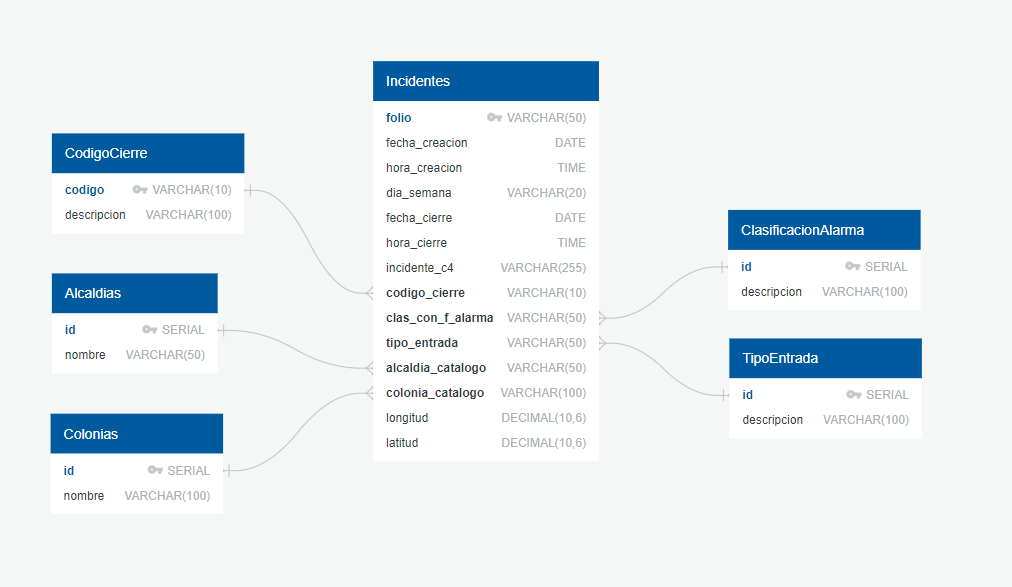 Incidentes
folio VARCHAR(50)
fecha_creacion DATE
hora_creacion TIME
dia_semana VARCHAR(20)
fecha_cierre DATE
hora_cierre TIME
incidente_c4 VARCHAR(255)
codigo_cierre VARCHAR(10)
clas_con_f_alarma VARCHAR(50)
tipo_entrada VARCHAR(50)
alcaldia_catalogo VARCHAR(50)
colonia_catalogo VARCHAR(100)
longitud DECIMAL(10,6)
latitud DECIMAL(10,6)
CodigoCierre
codigo VARCHAR(10)
descripcion VARCHAR(100)
Alcaldias
id SERIAL
nombre VARCHAR(50)
Colonias
id SERIAL
nombre VARCHAR(100)
ClasificacionAlarma
id SERIAL
descripcion VARCHAR(100)
TipoEntrada
id SERIAL
descripcion VARCHAR(100)